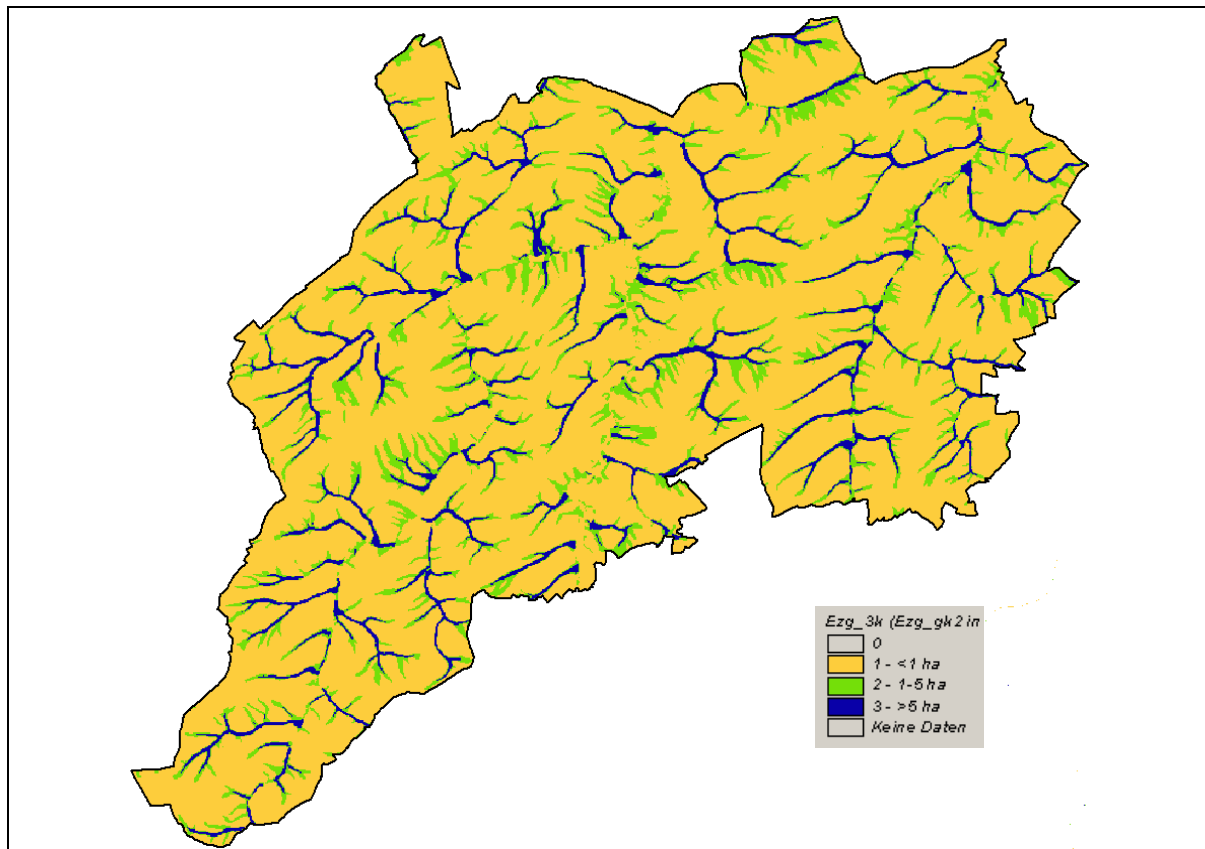 Ezg_3k (Ezg_gk2 in
0
1 - <1 ha
2 - 1-5 ha
3 - >5 ha
Keine Daten